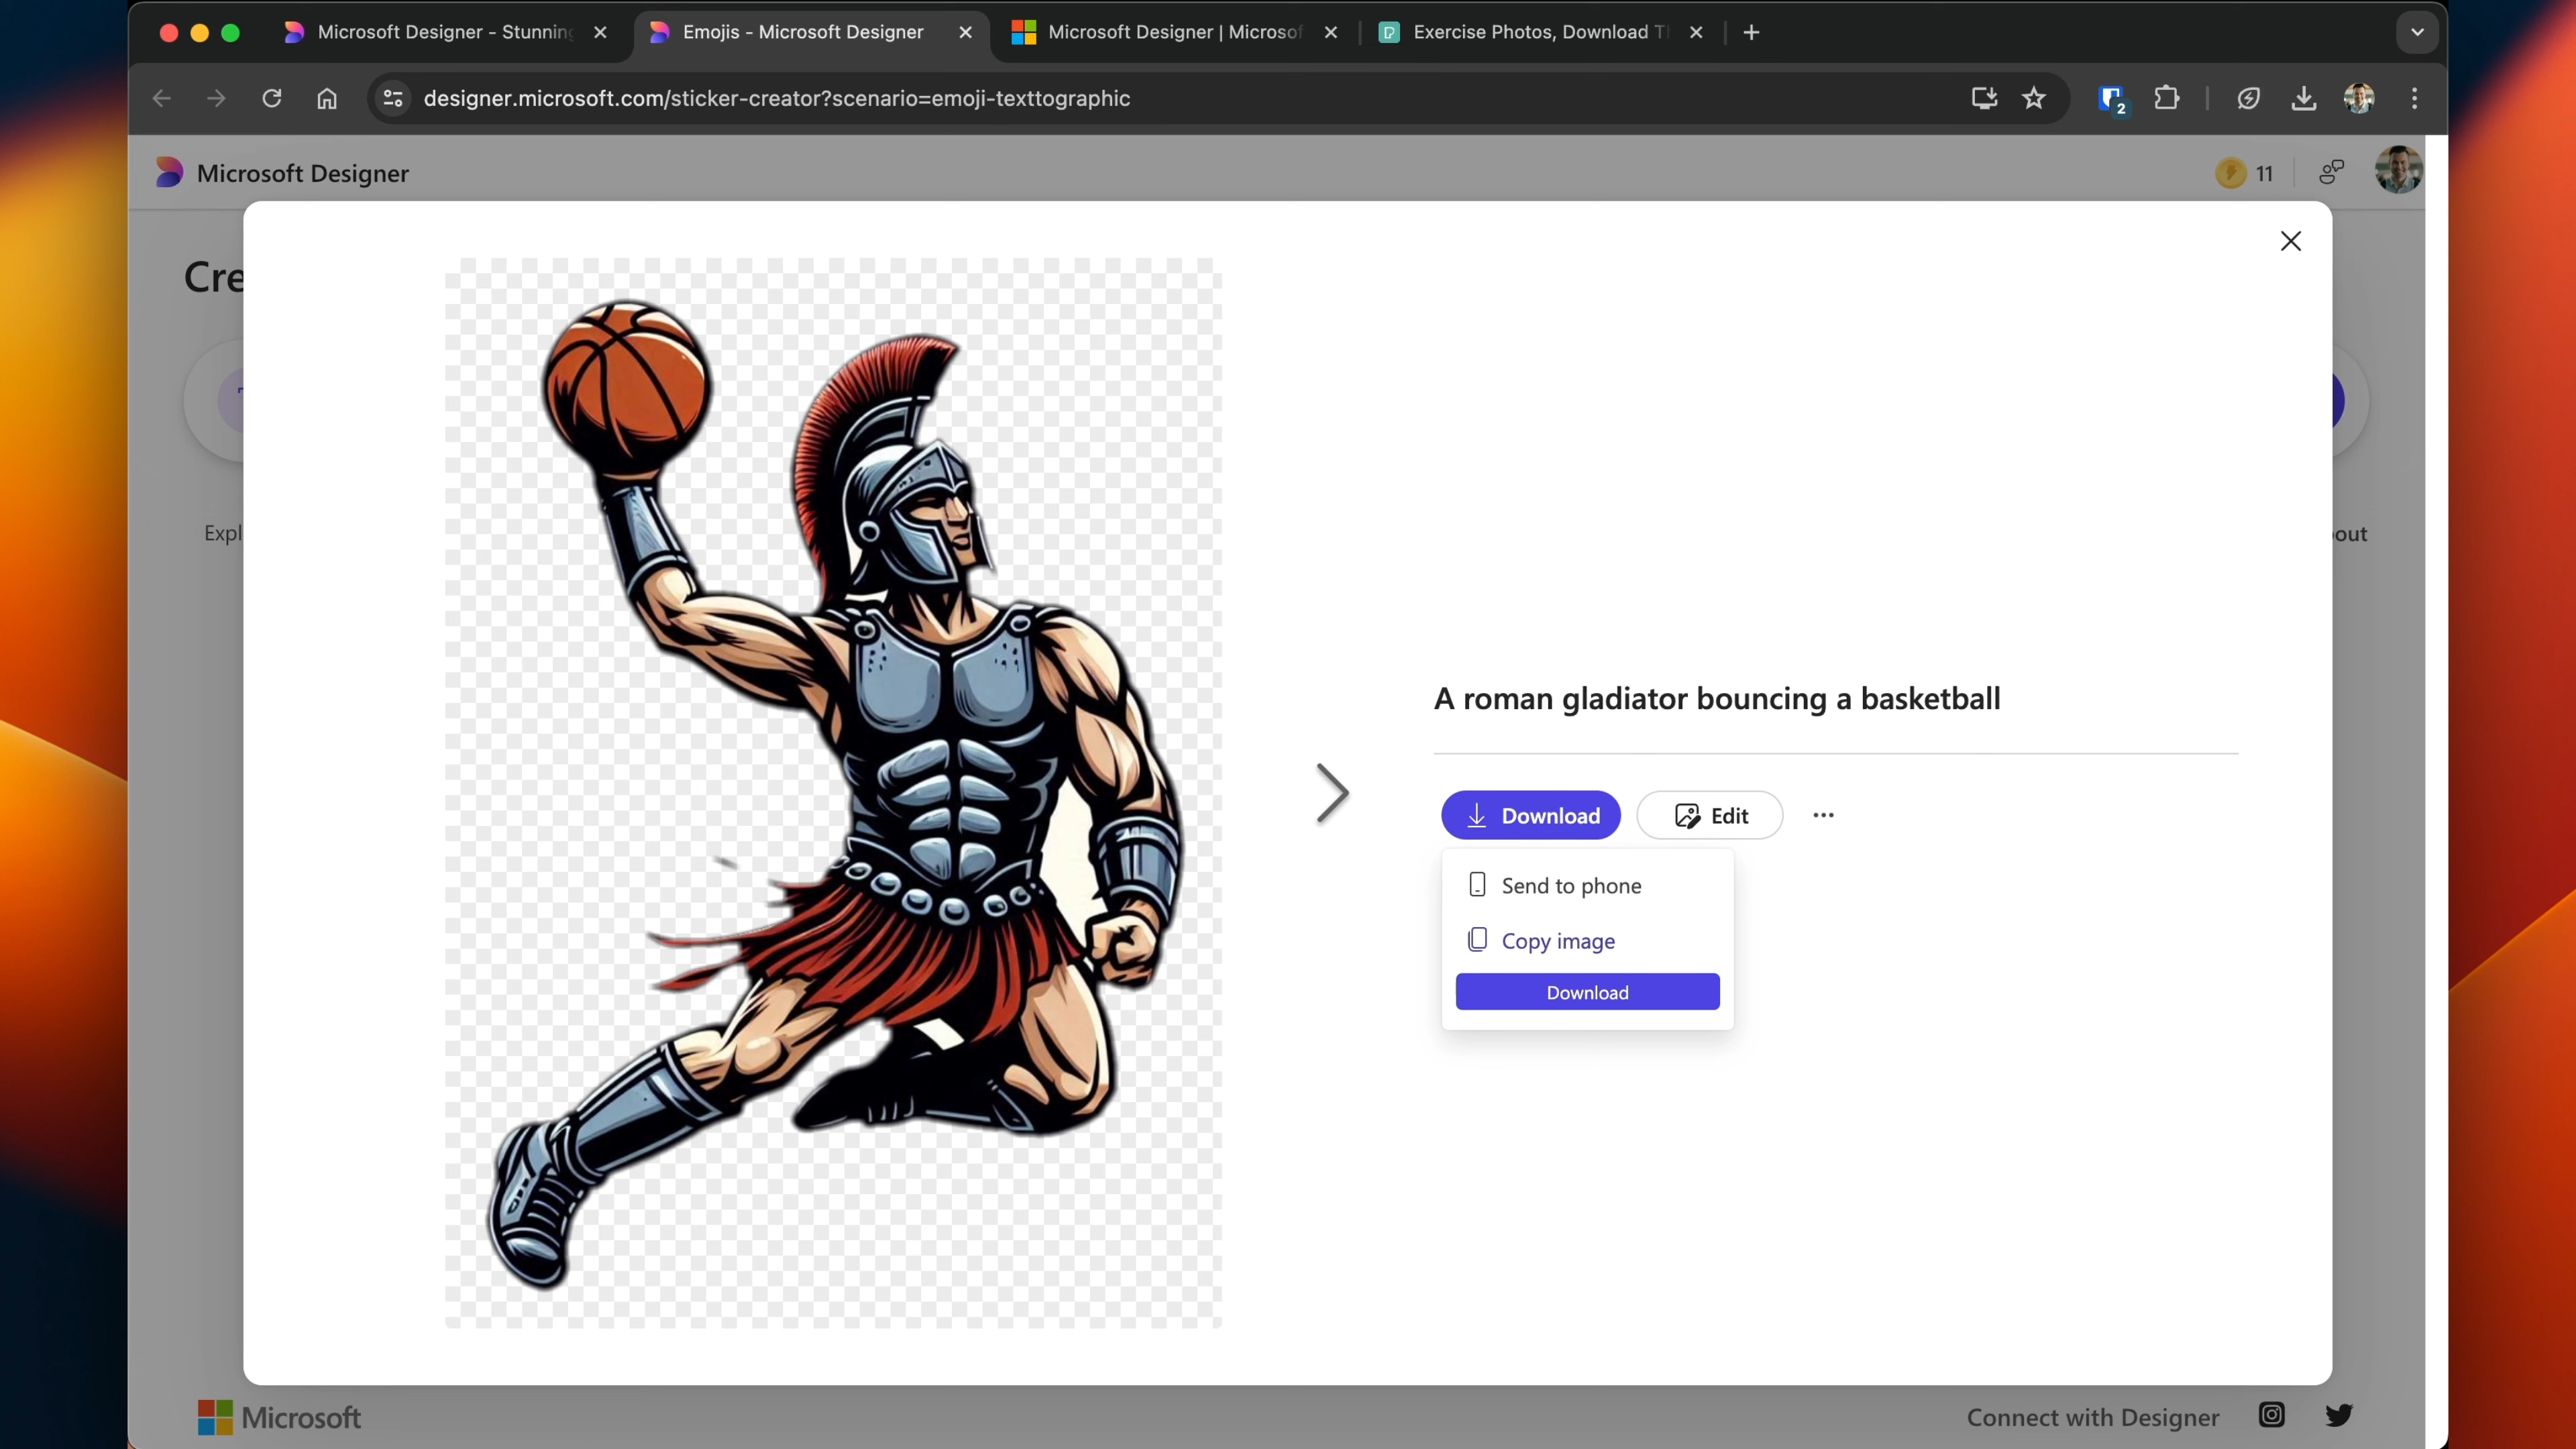 Microsoft Designer - Stunning
Emojis - Microsoft Designer
Microsoft Designer | Microsof
Exercise Photos, Download T
designer.microsoft.com/sticker-creator?scenario=emoji-texttographic
2
Microsoft Designer
11
Cre
Expl
out
A roman gladiator bouncing a basketball
Download
Edit
Send to phone
Copy image
Download
Microsoft
Connect with Designer